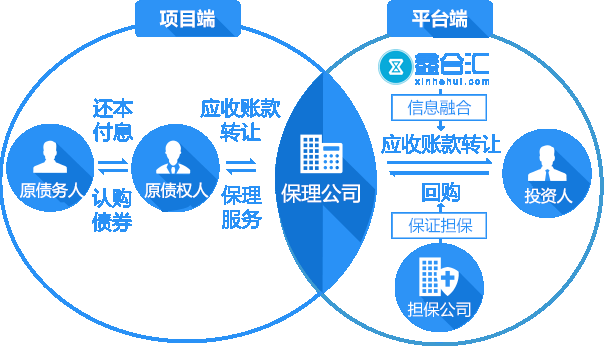 项目端
平台端
鑫合汇
xinhehui.com
信息融合
还本
付息
应收账款
转让
应收账款转让
原债务人
原债权人
保理公司
投资人
认购
债券
保理
服务
回购
保证担保
担保公司